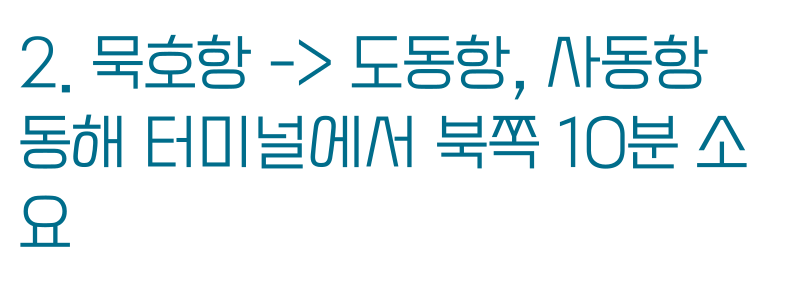 2. 묵호항 -> 도동항, 사동항
동해 터미널에서 북쪽 10분 소
요